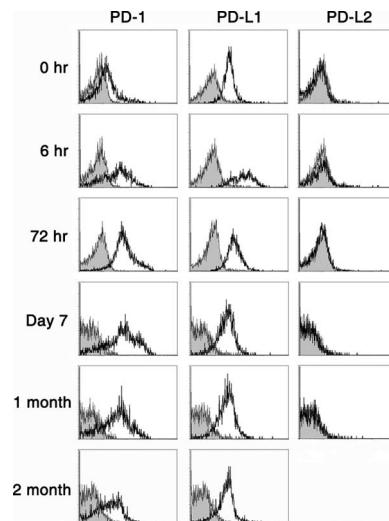 PD-1 PD-L1 PD-L2
0 hr
6 hr
72 hr
Day 7
1 month
2 month